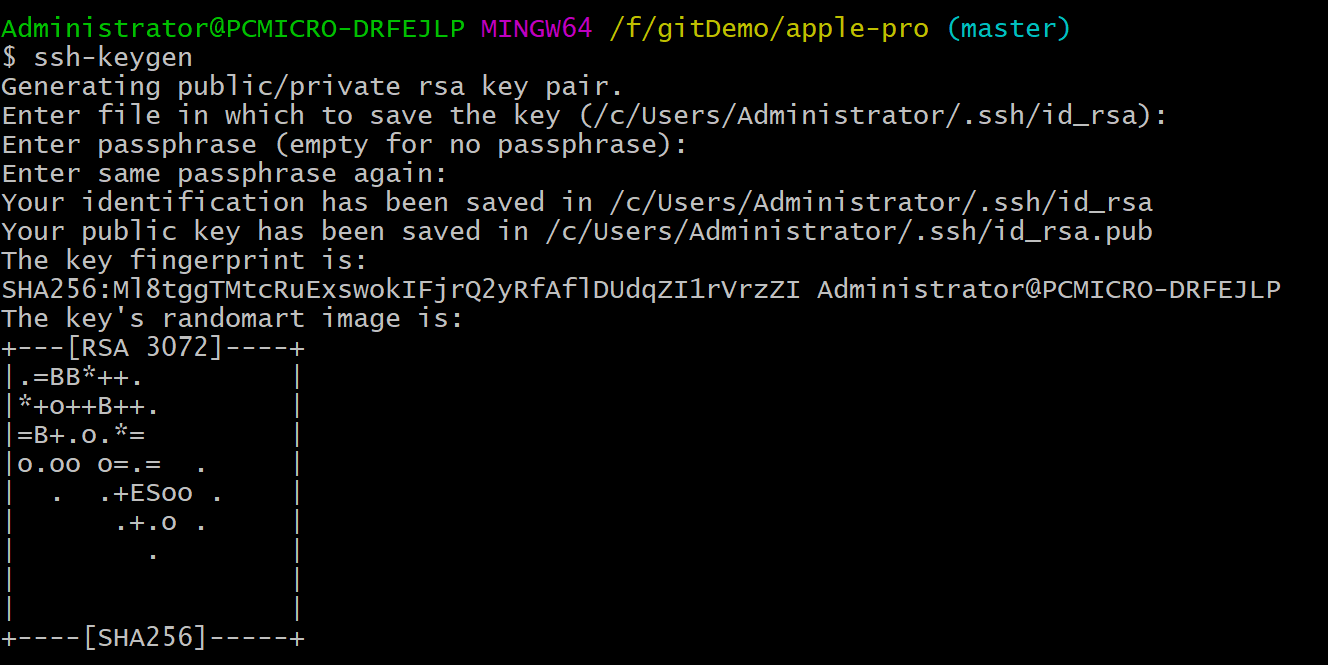 Administrator@PCMICRO-DRFEJLP MINGW64 /f/gitDemo/apple-pro (master)
$ ssh-keygen
Generating public/private rsa key pair.
Enter file in which to save the key (/c/Users/Administrator/.ssh/id_rsa):
Enter passphrase (empty for no passphrase):
Enter same passphrase again:
Your identification has been saved in /c/Users/Administrator/.ssh/id_rsa
Your public key has been saved in /c/Users/Administrator/.ssh/id_rsa.pub
The key fingerprint is:
SHA256:Ml8tggTMtcRuExswokIFjrQ2yRfAflDUdqZI1rVrzZI Administrator@PCMICRO-DRFEJLP
The key's randomart image is:
+---[RSA 3072]----+
|.=BB*++.         |
|*+o++B++.        |
|=B+.o.*=         |
|o.oo o=.=  .     |
|  .  .+ESoo .    |
|      .+.o .     |
|        .        |
|                 |
|                 |
+----[SHA256]-----+